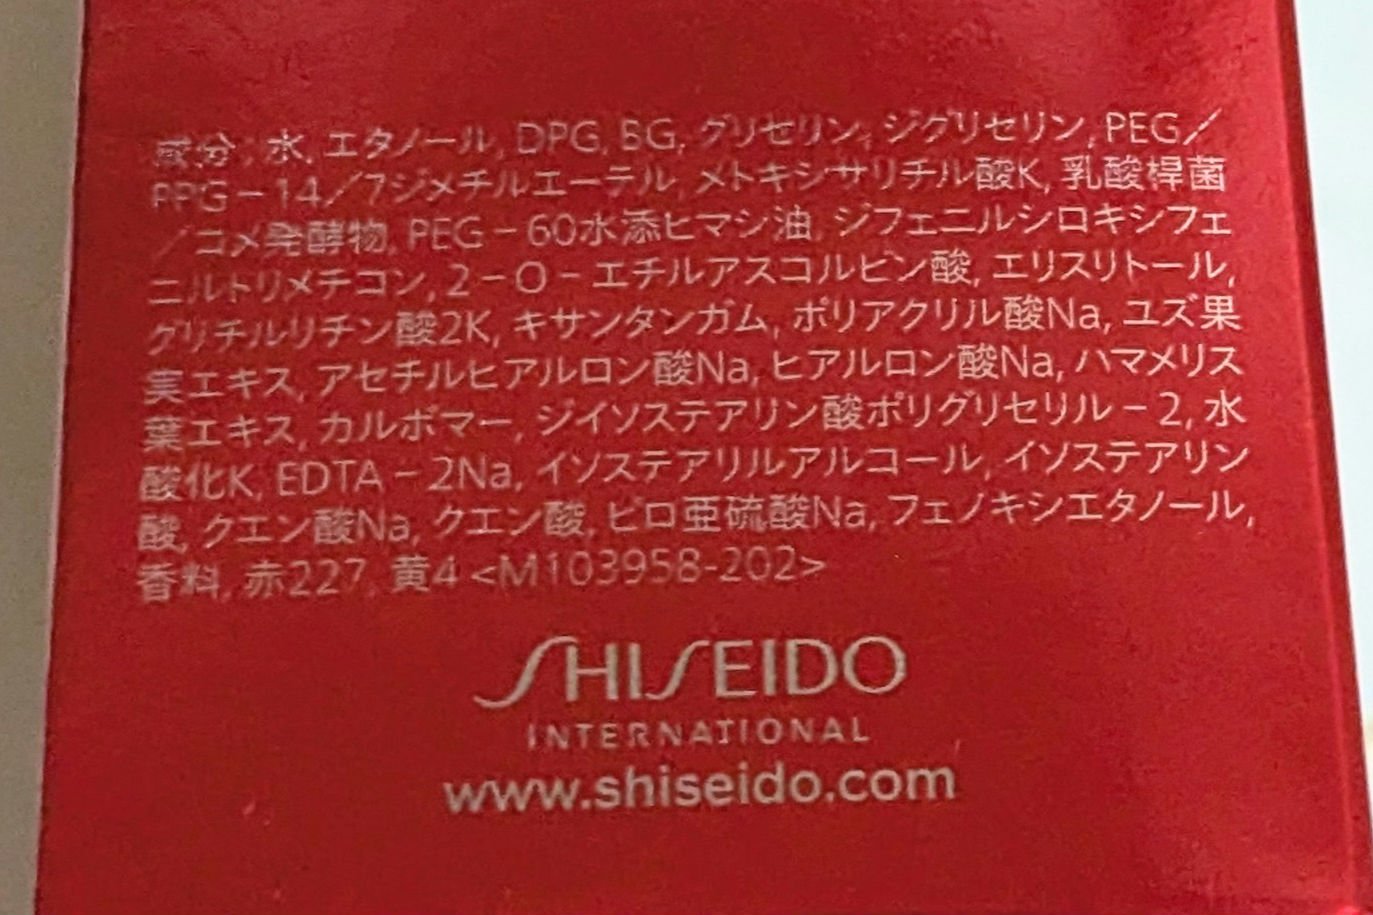 成分：水, エタノール, DPG, BG, グリセリン, ジグリセリン, PEG／
PPG－14／7ジメチルエーテル, メトキシサリチル酸K, 乳酸桿菌
／コメ発酵物, PEG－60水添ヒマシ油, ジフェニルシロキシフェ
ニルトリメチコン, 2－O－エチルアスコルビン酸, エリスリトール,
グリチルリチン酸2K, キサンタンガム, ポリアクリル酸Na, ユズ果
実エキス, アセチルヒアルロン酸Na, ヒアルロン酸Na, ハマメリス
葉エキス, カルボマー, ジイソステアリン酸ポリグリセリル－2, 水
酸化K, EDTA－2Na, イソステアリルアルコール, イソステアリン
酸, クエン酸Na, クエン酸, ピロ亜硫酸Na, フェノキシエタノール,
香料, 赤227, 黄4 <M103958-202>
SHISEIDO
INTERNATIONAL
www.shiseido.com